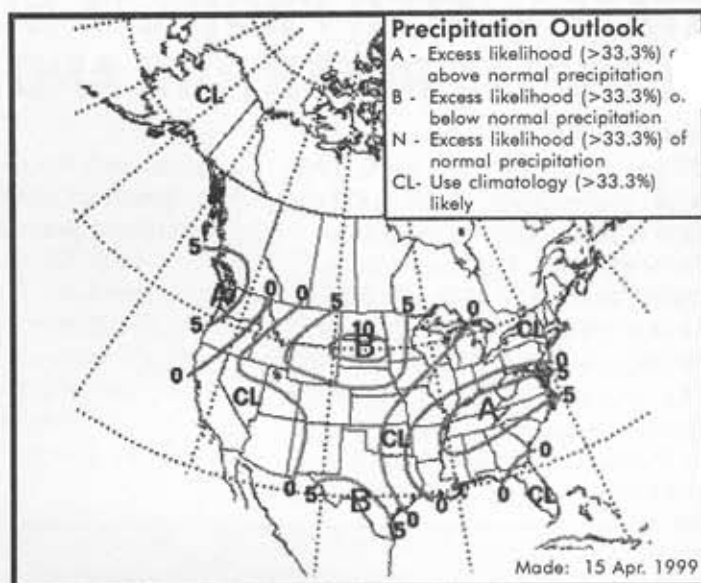 Precipitation Outlook
A - Excess likelihood (>33.3%)
above normal precipitation
B - Excess likelihood (>33.3%)
below normal precipitation
N - Excess likelihood (>33.3%) of
normal precipitation
CL- Use climatology (>33.3%)
likely
CL
5
A
0
0
5
5
0
10
B
CL
5
0
5
0
5
A
CL
CL
0
0
5
B
5
0
0
0
CL
Made: 15 Apr. 1999